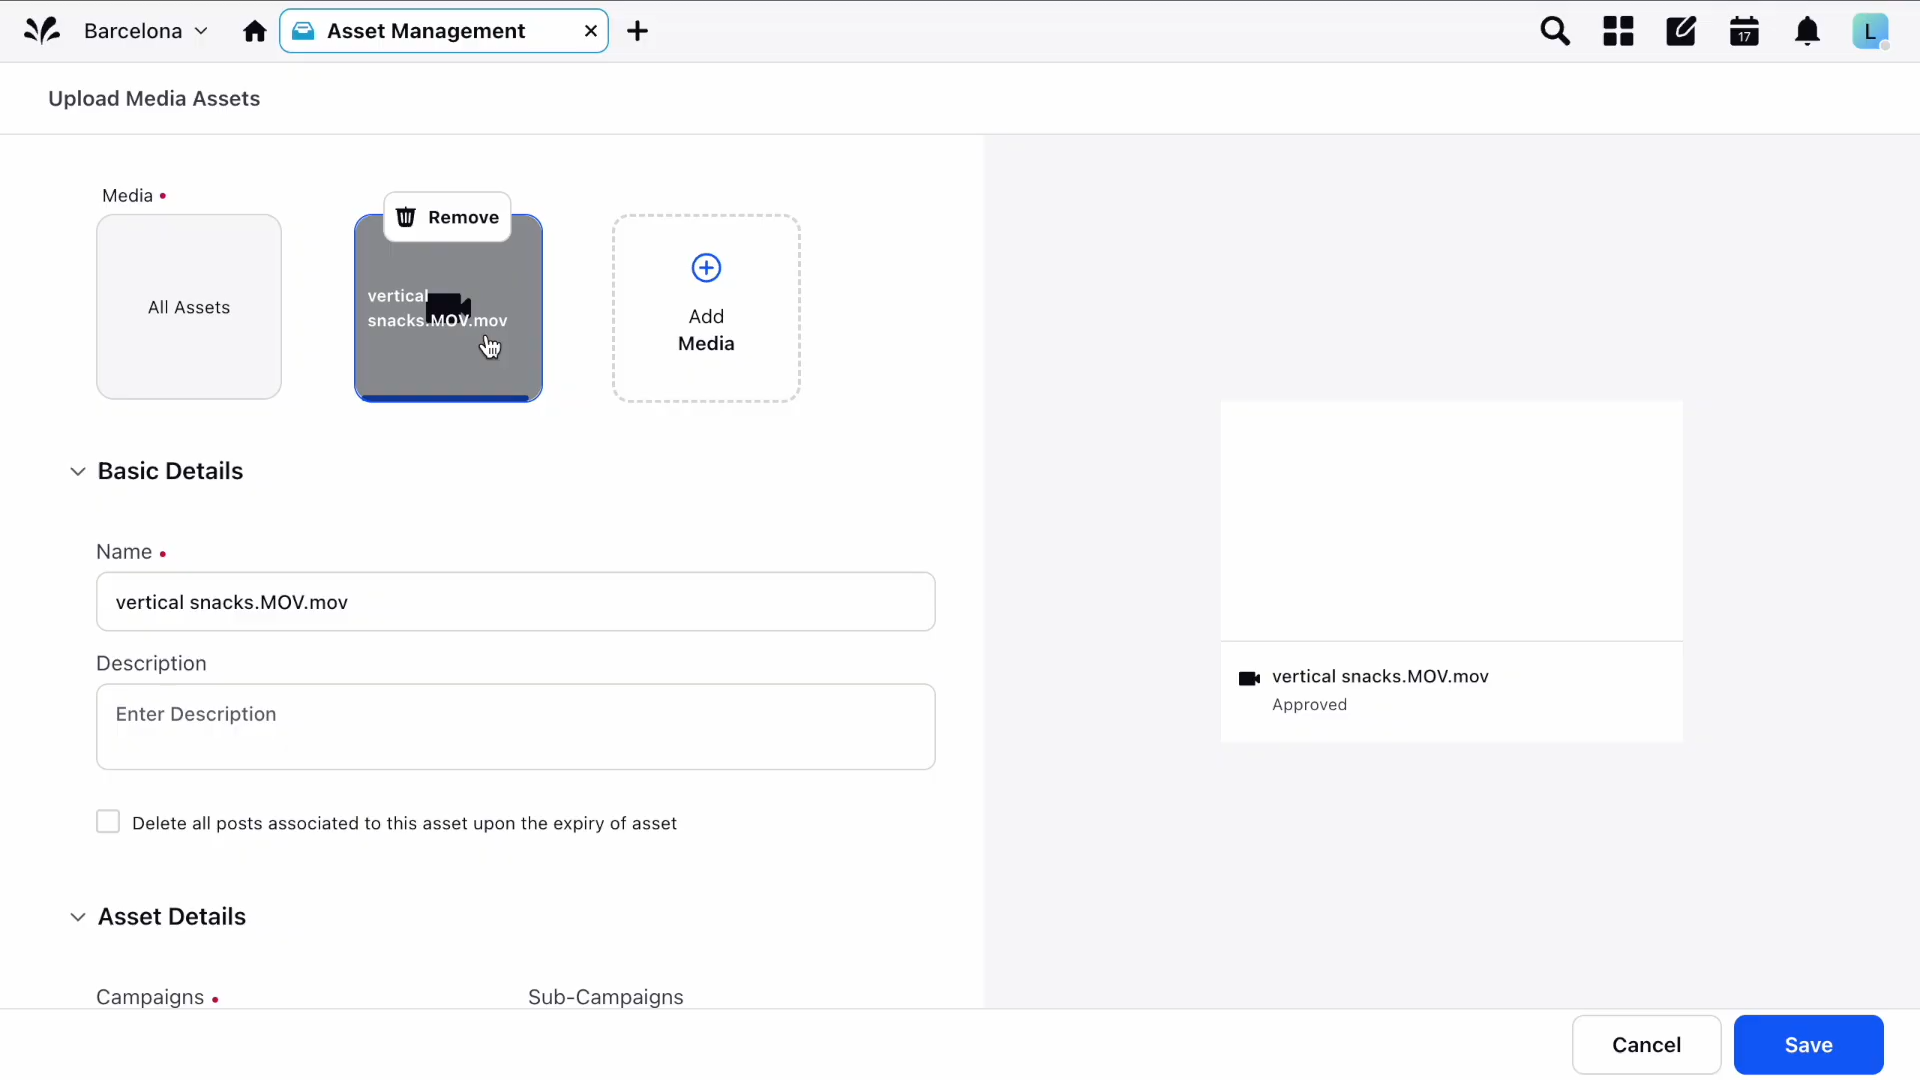 Barcelona
Asset Management
17
L
Upload Media Assets
Media
Remove
All Assets
vertical
snacks.MOV.mov
Add
Media
Basic Details
Name
vertical snacks.MOV.mov
Description
Enter Description
Delete all posts associated to this asset upon the expiry of asset
Asset Details
Campaigns
Sub-Campaigns
vertical snacks.MOV.mov
Approved
Cancel
Save